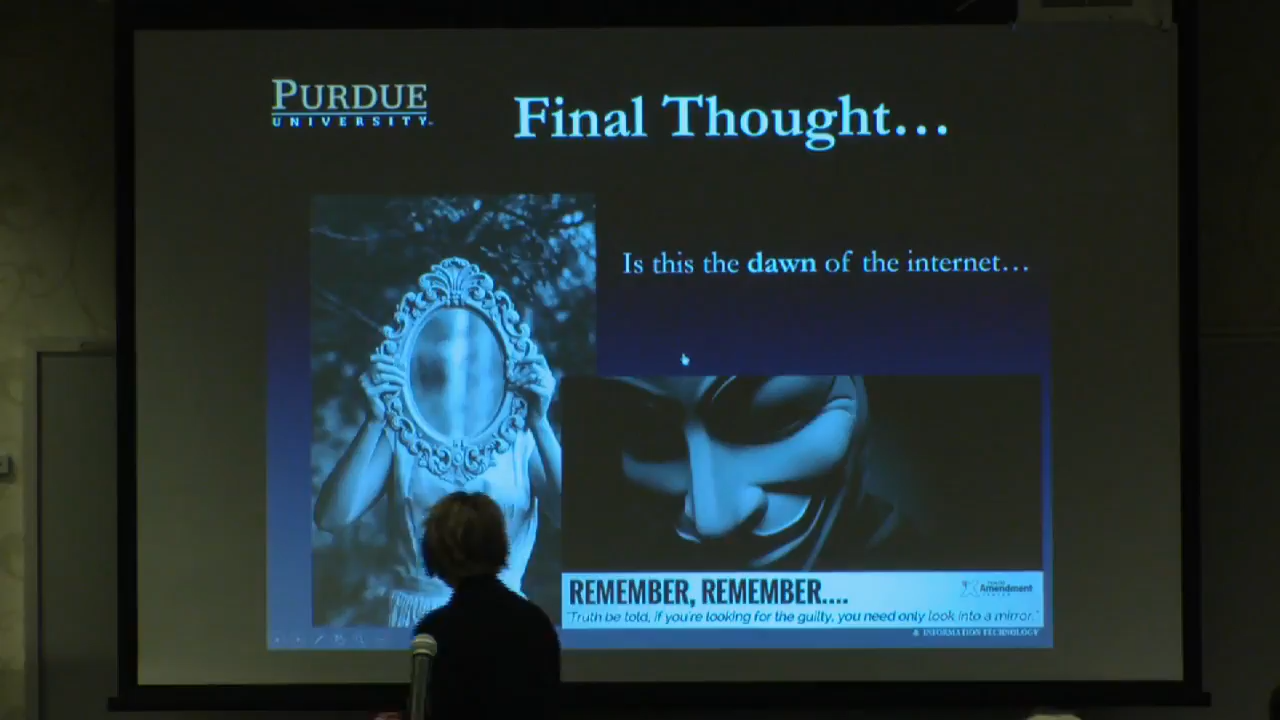 PURDUE
UNIVERSITY
Final Thought…
Is this the dawn of the internet…
REMEMBER, REMEMBER....
Amendment
"Truth be told, if you're looking for the guilty, you need only look into a mirror."
& INFORMATION TECHNOLOGY